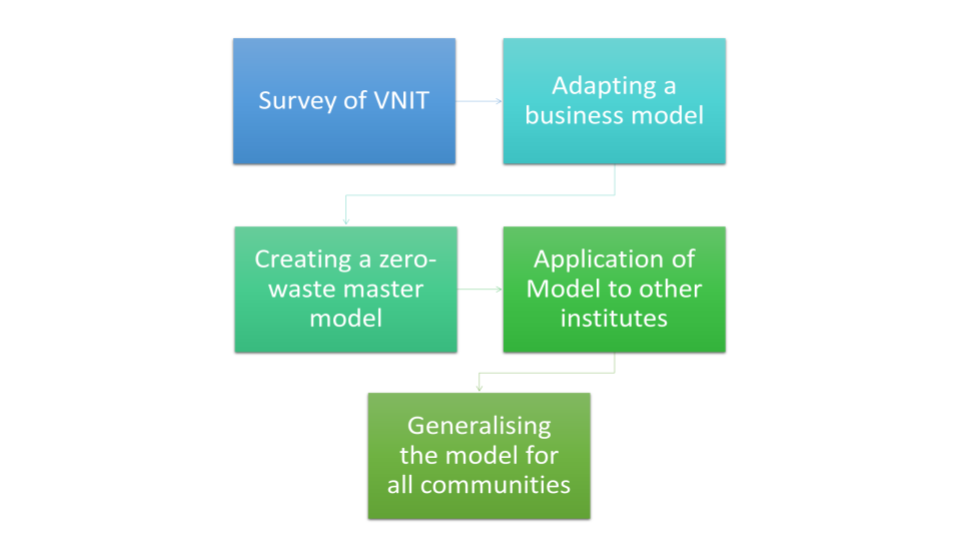 Survey of VNIT
Adapting a
business model
Creating a zero-
waste master
model
Application of
Model to other
institutes
Generalising
the model for
all communities